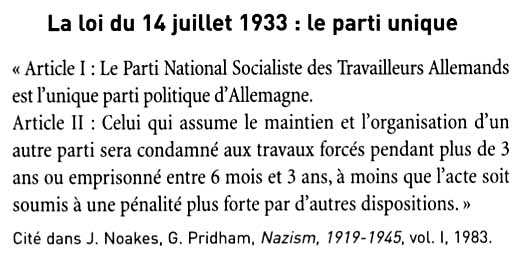 La loi du 14 juillet 1933 : le parti unique
« Article I : Le Parti National Socialiste des Travailleurs Allemands
est l'unique parti politique d'Allemagne.
Article II : Celui qui assume le maintien et l'organisation d'un
autre parti sera condamné aux travaux forcés pendant plus de 3
ans ou emprisonné entre 6 mois et 3 ans, à moins que l'acte soit
soumis à une pénalité plus forte par d'autres dispositions. »
Cité dans J. Noakes, G. Pridham, Nazism, 1919-1945, vol. I, 1983.